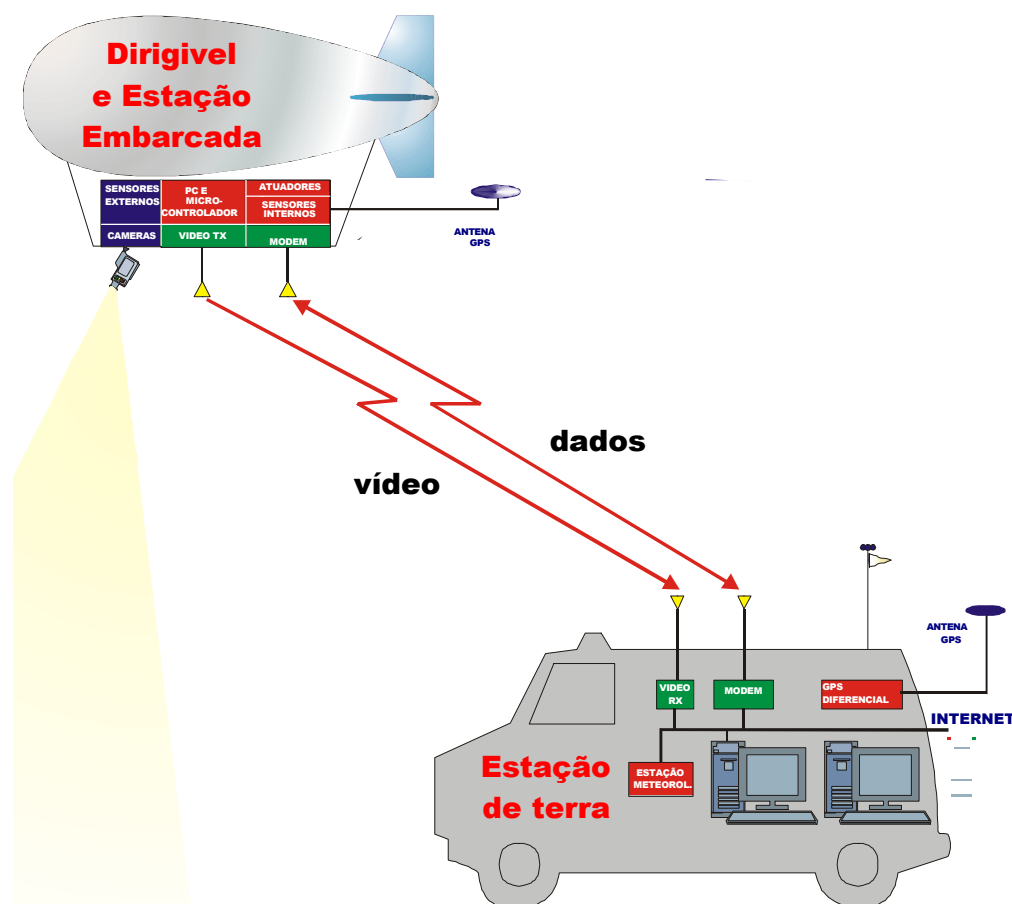 Dirigivel
e Estação
Embarcada
SENSORES
EXTERNOS
PC E
MICRO-
CONTROLADOR
ATUADORES
SENSORES
INTERNOS
CAMERAS
VIDEO TX
MODEM
ANTENA
GPS
dados
vídeo
ANTENA
GPS
VIDEO
RX
MODEM
GPS
DIFERENCIAL
INTERNET
Estação
de terra
ESTAÇÃO
METEOROL.